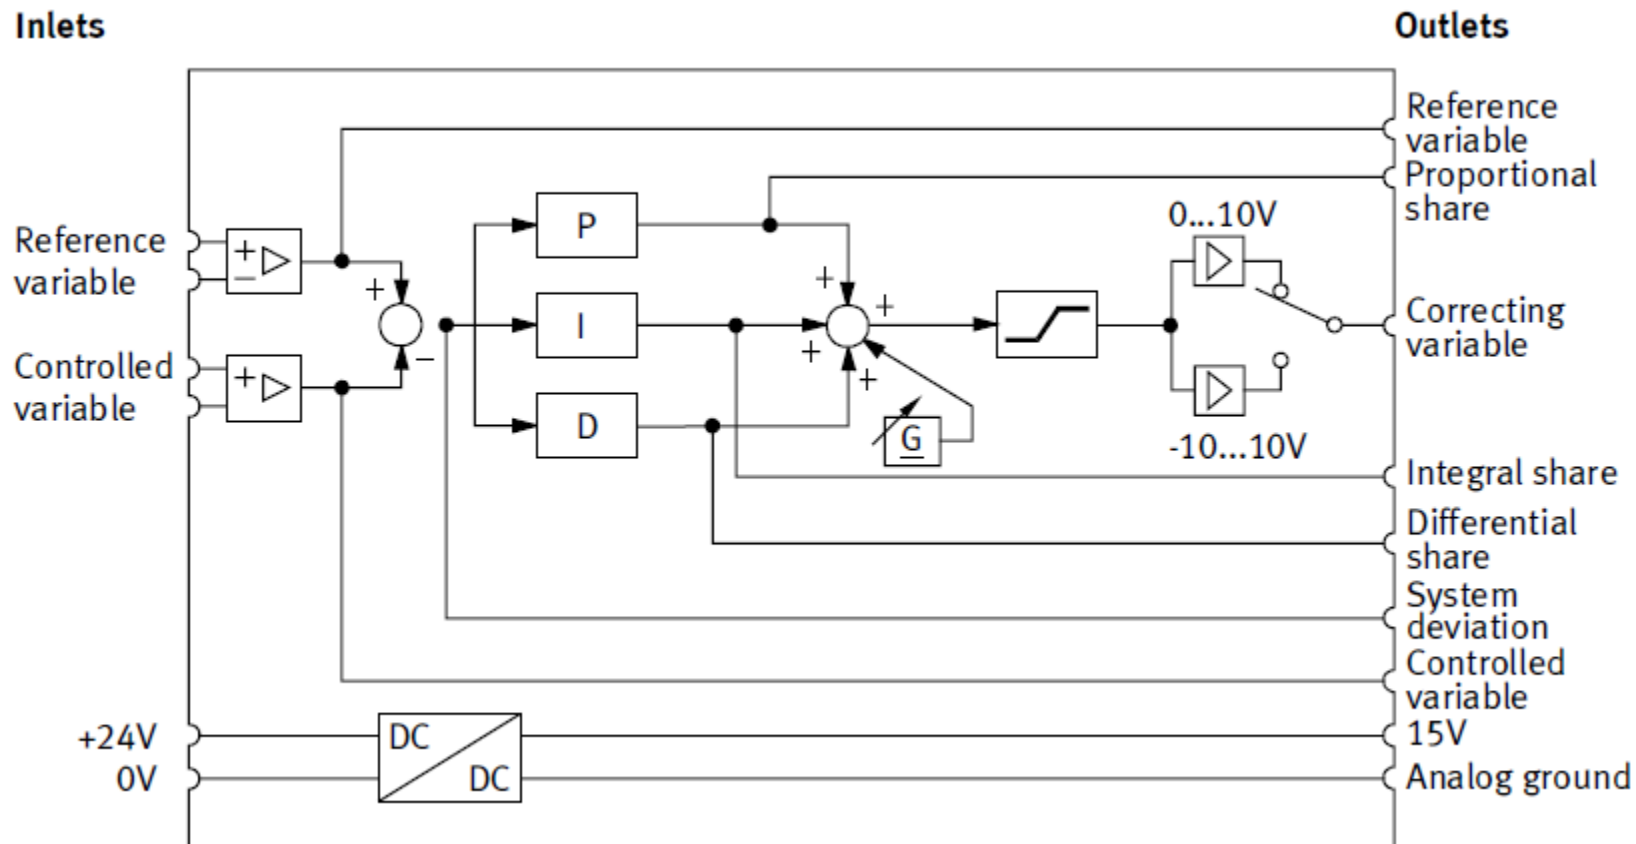 Inlets
Outlets
Reference
variable
Proportional
share
0...10V
P
Reference
variable
+
−
+
+
+
I
Correcting
variable
Controlled
variable
+
−
+
+
D
G
-10...10V
Integral share
Differential
share
System
deviation
Controlled
variable
+24V
DC
15V
0V
DC
Analog ground